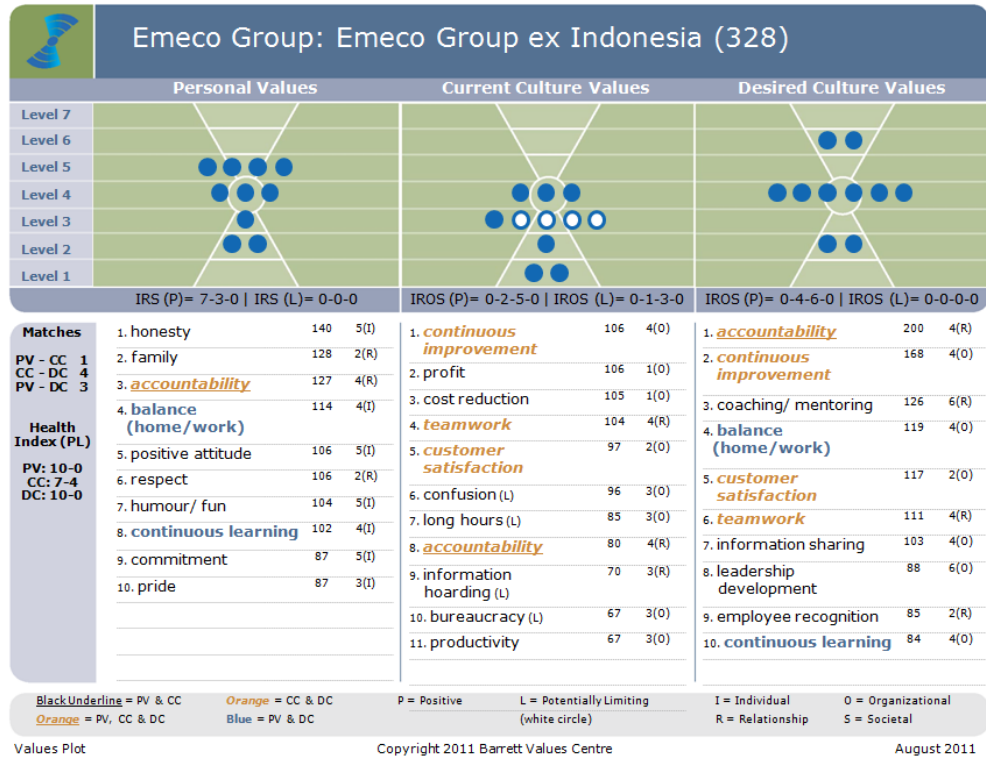 Emeco Group: Emeco Group ex Indonesia (328)
Personal Values
Current Culture Values
Desired Culture Values
Level 7
Level 6
Level 5
Level 4
Level 3
Level 2
Level 1
IRS (P)= 7-3-0 | IRS (L)= 0-0-0
IROS (P)= 0-2-5-0 | IROS (L)= 0-1-3-0
IROS (P)= 0-4-6-0 | IROS (L)= 0-0-0-0
Matches
PV - CC 1
CC - DC 4
PV - DC 3
Health
Index (PL)
PV: 10-0
CC: 7-4
DC: 10-0
1. honesty 140 5(I)
2. family 128 2(R)
3. accountability 127 4(R)
4. balance 114 4(I)
(home/work)
5. positive attitude 106 5(I)
6. respect 106 2(R)
7. humour/ fun 104 5(I)
8. continuous learning 102 4(I)
9. commitment 87 5(I)
10. pride 87 3(I)
1. continuous 106 4(O)
improvement
2. profit 106 1(O)
3. cost reduction 105 1(O)
4. teamwork 104 4(R)
5. customer 97 2(O)
satisfaction
6. confusion (L) 96 3(O)
7. long hours (L) 85 3(O)
8. accountability 80 4(R)
9. information 70 3(R)
hoarding (L)
10. bureaucracy (L) 67 3(O)
11. productivity 67 3(O)
1. accountability 200 4(R)
2. continuous 168 4(O)
improvement
3. coaching/ mentoring 126 6(R)
4. balance 119 4(O)
(home/work)
5. customer 117 2(O)
satisfaction
6. teamwork 111 4(R)
7. information sharing 103 4(O)
8. leadership 88 6(O)
development
9. employee recognition 85 2(R)
10. continuous learning 84 4(O)
Black Underline = PV & CC
Orange = CC & DC
P = Positive
L = Potentially Limiting
I = Individual
O = Organizational
Orange = PV, CC & DC
Blue = PV & DC
(white circle)
R = Relationship
S = Societal
Values Plot
Copyright 2011 Barrett Values Centre
August 2011